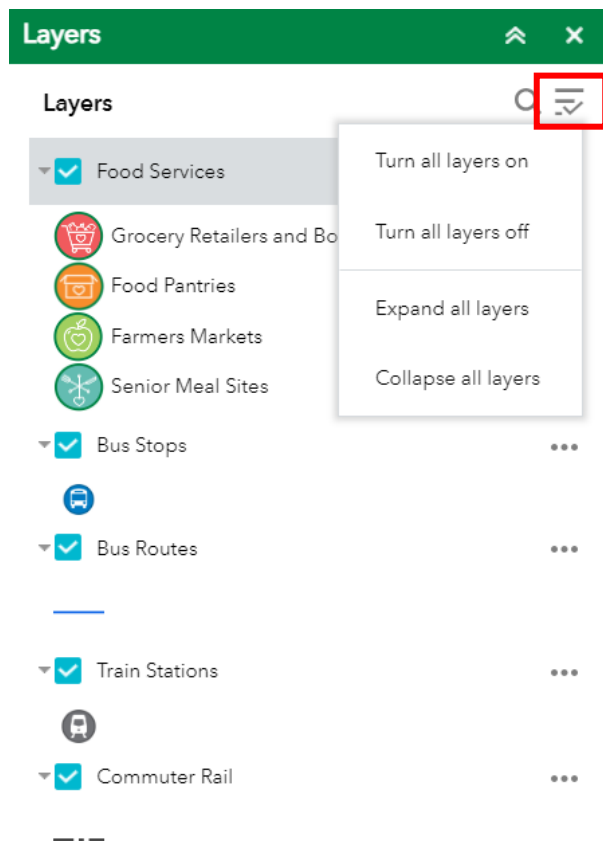 Layers
Layers
Food Services
Turn all layers on
Grocery Retailers and Bo
Turn all layers off
Food Pantries
Expand all layers
Farmers Markets
Senior Meal Sites
Collapse all layers
Bus Stops
Bus Routes
Train Stations
Commuter Rail